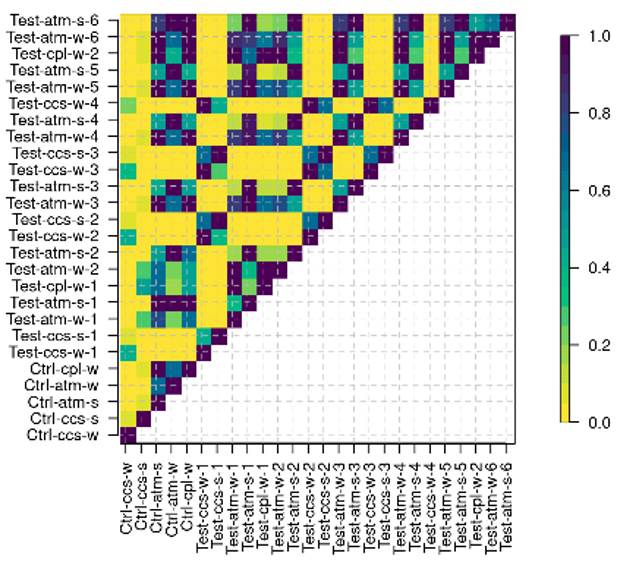 Test-atm-s-6
Test-atm-w-6
Test-cpl-w-2
Test-atm-s-5
Test-atm-w-5
Test-ccs-w-4
Test-atm-s-4
Test-atm-w-4
Test-ccs-s-3
Test-ccs-w-3
Test-atm-s-3
Test-atm-w-3
Test-ccs-s-2
Test-ccs-w-2
Test-atm-s-2
Test-atm-w-2
Test-cpl-w-1
Test-atm-s-1
Test-atm-w-1
Test-ccs-s-1
Test-ccs-w-1
Ctrl-cpl-w
Ctrl-atm-w
Ctrl-atm-s
Ctrl-ccs-s
Ctrl-ccs-w
Ctrl-ccs-w
Ctrl-ccs-s
Ctrl-atm-s
Ctrl-atm-w
Ctrl-cpl-w
Test-ccs-w-1
Test-ccs-s-1
Test-atm-w-1
Test-atm-s-1
Test-cpl-w-1
Test-atm-w-2
Test-atm-s-2
Test-ccs-w-2
Test-ccs-s-2
Test-atm-w-3
Test-atm-s-3
Test-ccs-w-3
Test-ccs-s-3
Test-atm-w-4
Test-atm-s-4
Test-ccs-w-4
Test-atm-w-5
Test-atm-s-5
Test-cpl-w-2
Test-atm-w-6
Test-atm-s-6
1.0
0.8
0.6
0.4
0.2
0.0